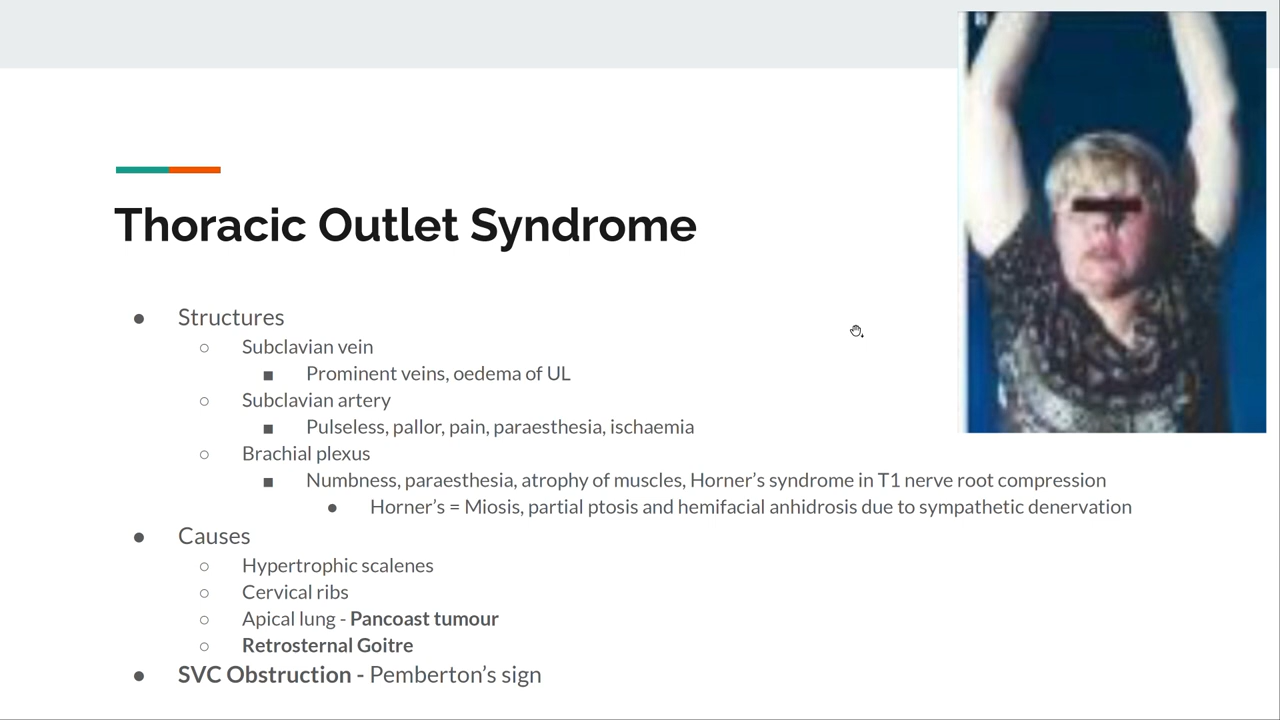 Thoracic Outlet Syndrome
● Structures
○ Subclavian vein
■ Prominent veins, oedema of UL
○ Subclavian artery
■ Pulseless, pallor, pain, paraesthesia, ischaemia
○ Brachial plexus
■ Numbness, paraesthesia, atrophy of muscles, Horner’s syndrome in T1 nerve root compression
● Horner’s = Miosis, partial ptosis and hemifacial anhidrosis due to sympathetic denervation
● Causes
○ Hypertrophic scalenes
○ Cervical ribs
○ Apical lung - Pancoast tumour
○ Retrosternal Goitre
● SVC Obstruction - Pemberton’s sign